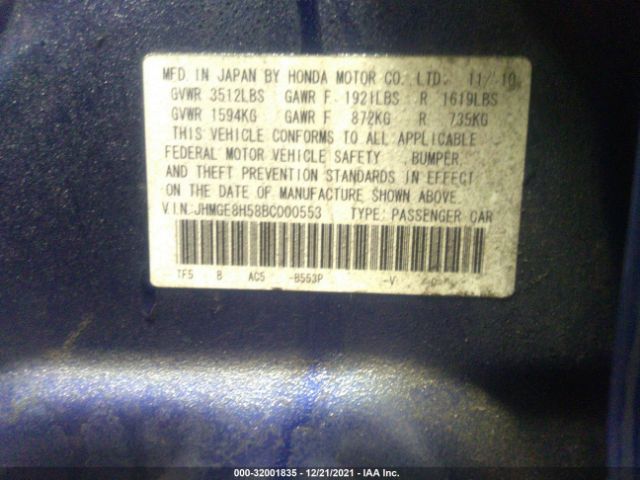 MFD. IN JAPAN BY HONDA MOTOR CO., LTD. 11/10
GVWR 3512LBS GAWR F 1921LBS R 1619LBS
GVWR 1594KG GAWR F 872KG R 735KG
THIS VEHICLE CONFORMS TO ALL APPLICABLE
FEDERAL MOTOR VEHICLE SAFETY , BUMPER,
AND THEFT PREVENTION STANDARDS IN EFFECT
ON THE DATE OF MANUFACTURE SHOWN ABOVE.
V.I.N.:JHMGE8H58BC000553 TYPE: PASSENGER CAR
TF5 B AC5 -B553P -V
000-32001835 - 12/21/2021 - IAA Inc.